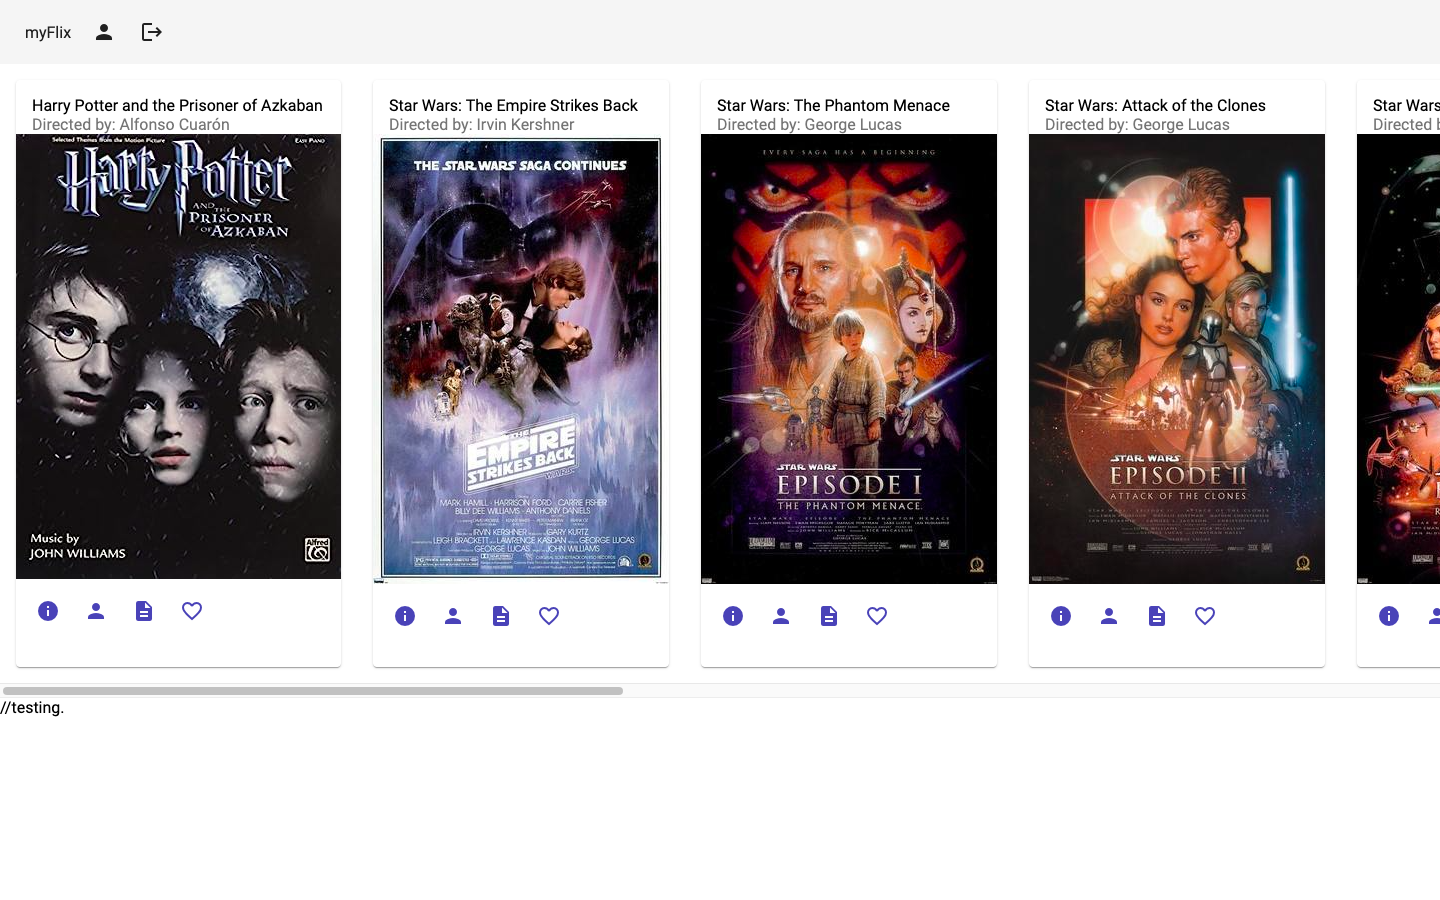 myFlix
Harry Potter and the Prisoner of Azkaban
Directed by: Alfonso Cuarón
Selected Themes from the Motion Picture
EASY PIANO
Harry Potter
AND THE
PRISONER
OF AZKABAN
Music by
JOHN WILLIAMS
Alfred
Star Wars: The Empire Strikes Back
Directed by: Irvin Kershner
THE STAR WARS SAGA CONTINUES
THE
EMPIRE
STRIKES BACK
MARK HAMILL · HARRISON FORD · CARRIE FISHER
BILLY DEE WILLIAMS · ANTHONY DANIELS
IRVIN KERSHNER GARY KURTZ
LEIGH BRACKETT LAWRENCE KASDAN GEORGE LUCAS
GEORGE LUCAS JOHN WILLIAMS
Star Wars: The Phantom Menace
Directed by: George Lucas
EVERY SAGA HAS A BEGINNING
STAR WARS
EPISODE I
THE PHANTOM MENACE.
Star Wars: Attack of the Clones
Directed by: George Lucas
STAR WARS
EPISODE II
ATTACK OF THE CLONES
Star Wars
Directed b
//testing.